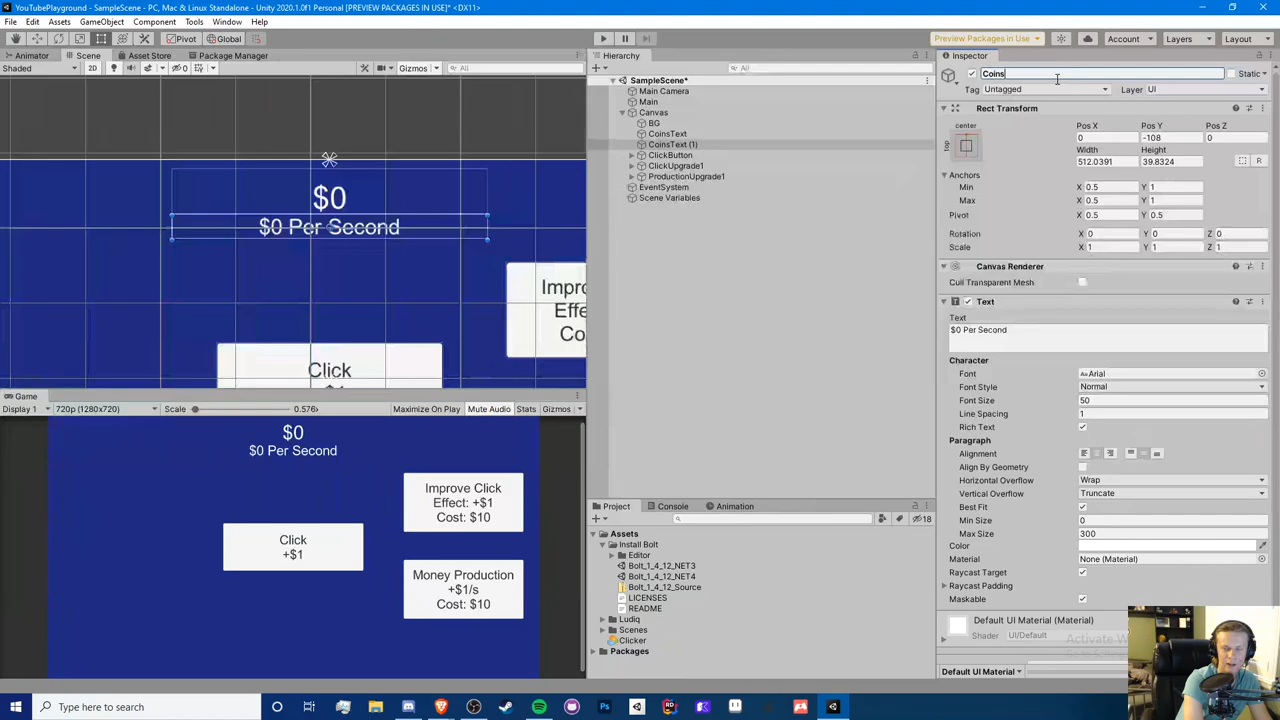 YouTubePlayground - SampleScene - PC, Mac & Linux Standalone - Unity 2020.1.0f1 Personal [PREVIEW PACKAGES IN USE]* <DX11>
File Edit Assets GameObject Component Tools Window Help
Pivot Global Preview Packages in Use Account Layers Layout
Animator Scene Asset Store Package Manager
Shaded 2D 0 Gizmos All
$0
$0 Per Second
Improve
Effe
Co
Click
Game
Display 1 720p (1280x720) Scale 0.576x Maximize On Play Mute Audio Stats Gizmos
$0
$0 Per Second
Improve Click
Effect: +$1
Cost: $10
Click
+$1
Money Production
+$1/s
Cost: $10
Hierarchy
All
SampleScene*
Main Camera
Main
Canvas
BG
CoinsText
CoinsText (1)
ClickButton
ClickUpgrade1
ProductionUpgrade1
EventSystem
Scene Variables
Project Console Animation
18
Assets
Install Bolt
Editor
Bolt_1_4_12_NET3
Bolt_1_4_12_NET4
Bolt_1_4_12_Source
LICENSES
README
Ludiq
Scenes
Clicker
Packages
Inspector
Coins Static
Tag Untagged Layer UI
Rect Transform
center Pos X Pos Y Pos Z
top 0 -108 0
Width Height
512.0391 39.8324 R
Anchors
Min X 0.5 Y 1
Max X 0.5 Y 1
Pivot X 0.5 Y 0.5
Rotation X 0 Y 0 Z 0
Scale X 1 Y 1 Z 1
Canvas Renderer
Cull Transparent Mesh
Text
Text
$0 Per Second
Character
Font Arial
Font Style Normal
Font Size 50
Line Spacing 1
Rich Text
Paragraph
Alignment
Align By Geometry
Horizontal Overflow Wrap
Vertical Overflow Truncate
Best Fit
Min Size 0
Max Size 300
Color
Material None (Material)
Raycast Target
Raycast Padding
Maskable
Default UI Material (Material)
Shader UI/Default
Activate W
Default UI Material
Type here to search